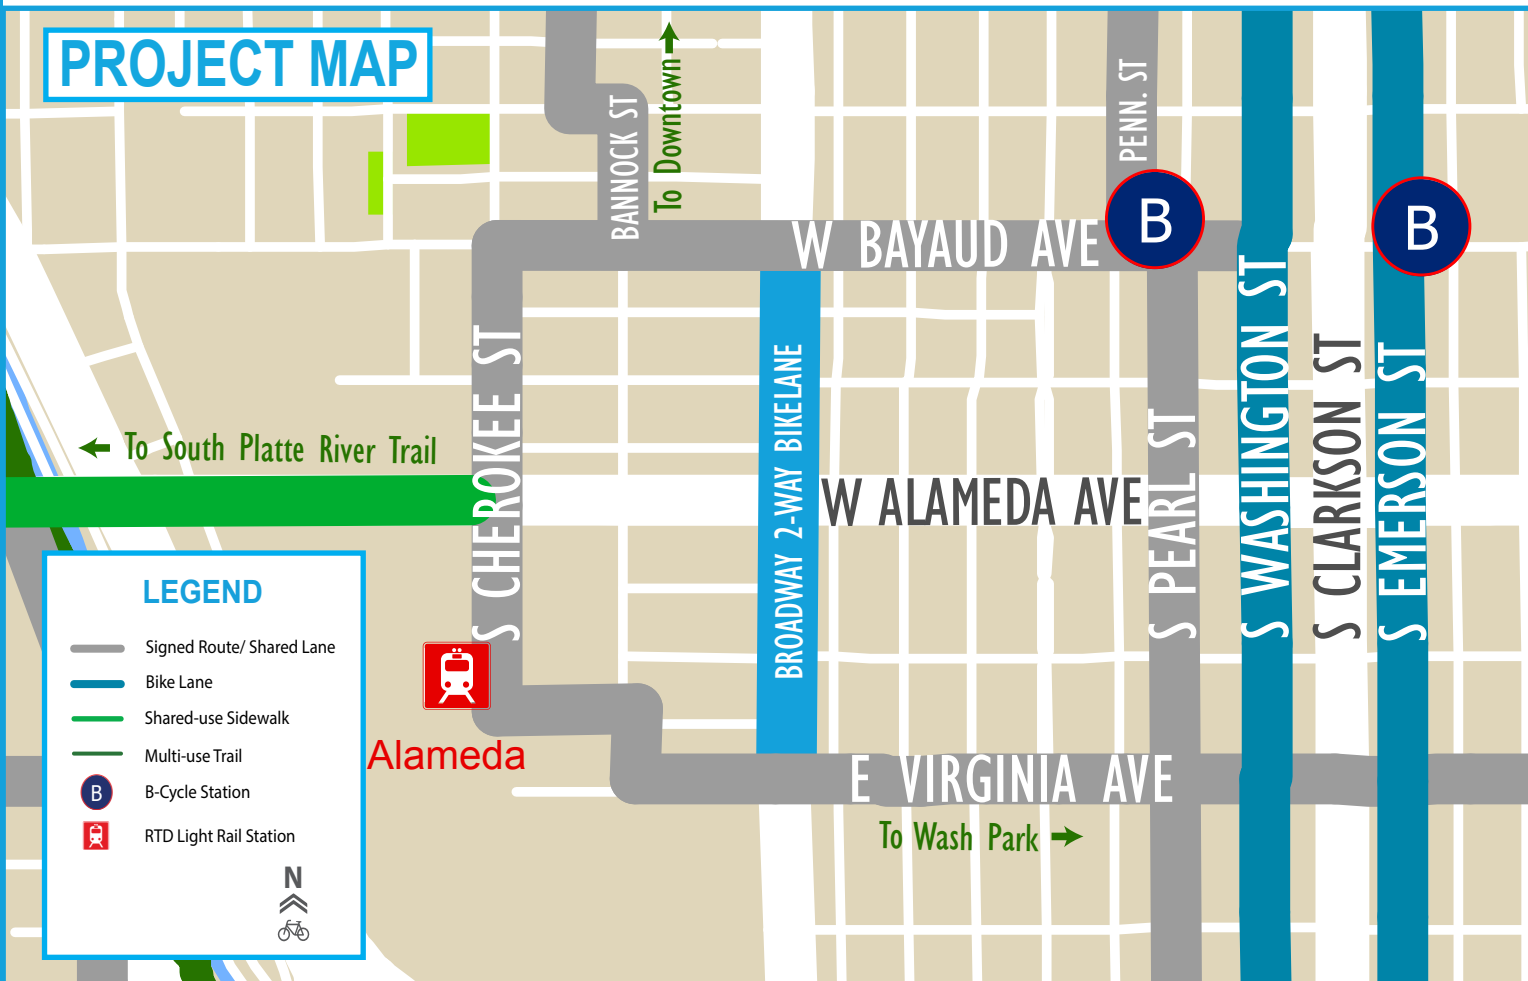 PROJECT MAP
BANNOCK ST
To Downtown
PENN. ST
B
B
W BAYAUD AVE
S CHEROKEE ST
To South Platte River Trail
BROADWAY 2-WAY BIKELANE
W ALAMEDA AVE
S PEARL ST
S WASHINGTON ST
S CLARKSON ST
S EMERSON ST
Alameda
E VIRGINIA AVE
To Wash Park
LEGEND
Signed Route/ Shared Lane
Bike Lane
Shared-use Sidewalk
Multi-use Trail
B B-Cycle Station
RTD Light Rail Station
N